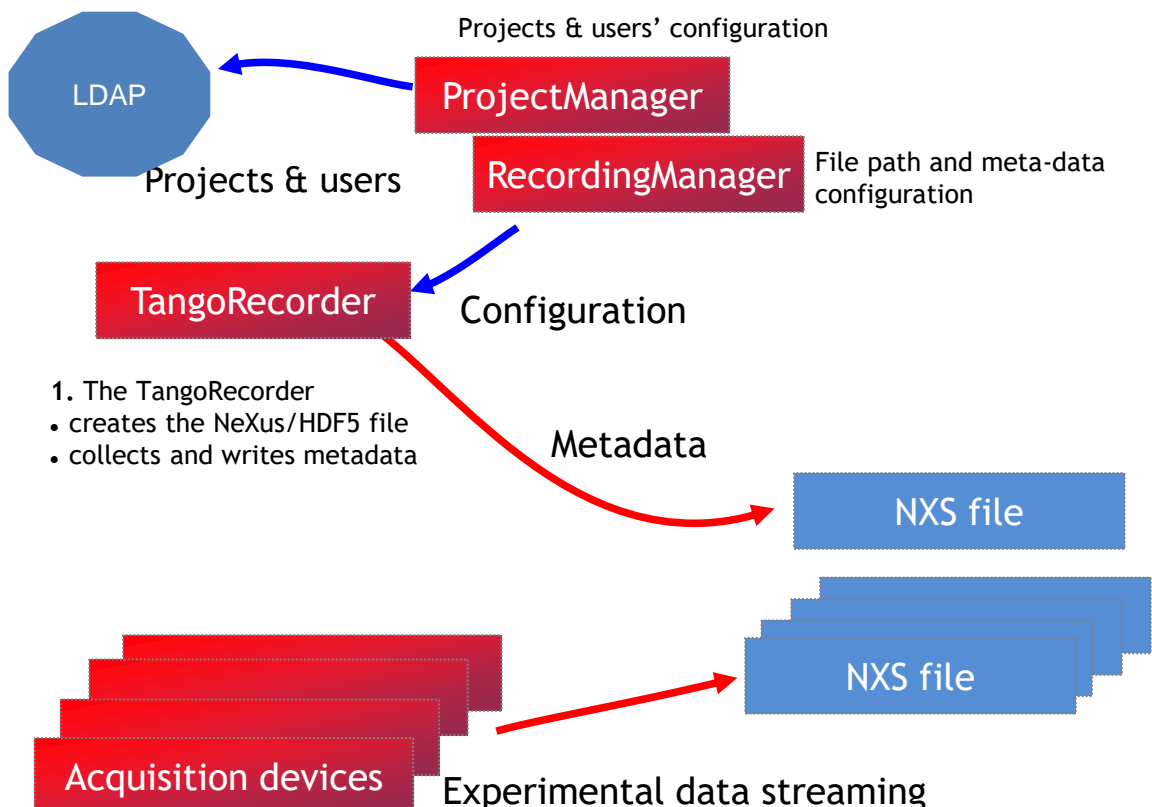 Projects & users’ configuration
LDAP
ProjectManager
Projects & users
RecordingManager
File path and meta-data
configuration
TangoRecorder
Configuration
1. The TangoRecorder
• creates the NeXus/HDF5 file
• collects and writes metadata
Metadata
NXS file
NXS file
Acquisition devices
Experimental data streaming